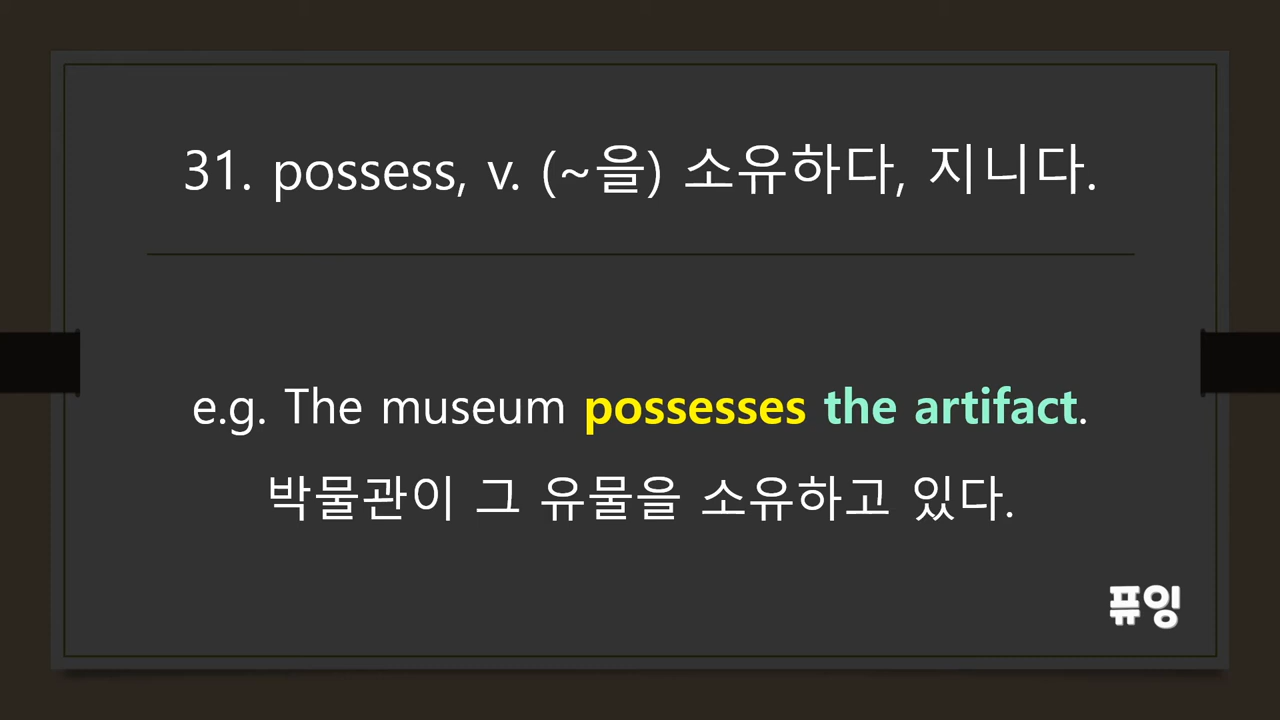 31. possess, v. (~을) 소유하다, 지니다.
e.g. The museum possesses the artifact.
박물관이 그 유물을 소유하고 있다.
퓨잉